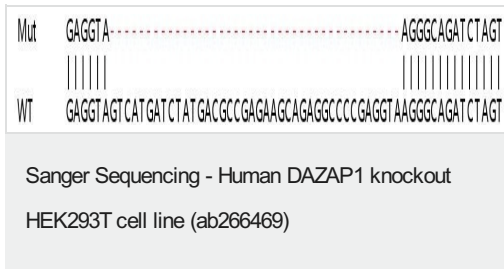 Mut GAGGTA----------------------------------------AGGGCAGATCTAGT
|||||| ||||||||||||||
WT GAGGTAGTCATGATCTATGACGCCGAGAAGCAGAGGCCCCGAGGTAAGGGCAGATCTAGT
Sanger Sequencing - Human DAZAP1 knockout
HEK293T cell line (ab266469)